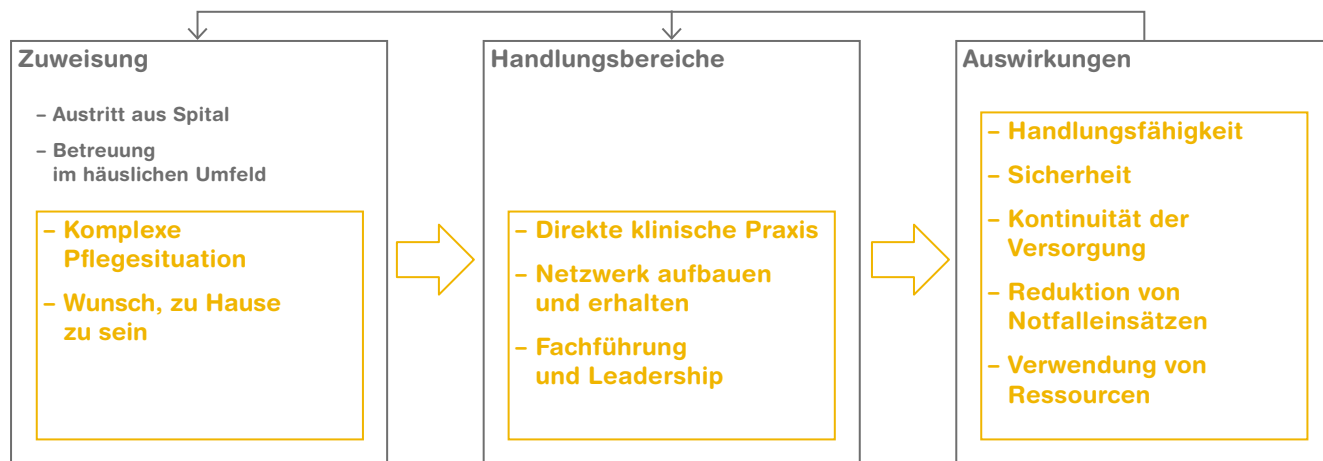 Zuweisung
– Austritt aus Spital
– Betreuung
im häuslichen Umfeld
– Komplexe
Pflegesituation
– Wunsch, zu Hause
zu sein
Handlungsbereiche
– Direkte klinische Praxis
– Netzwerk aufbauen
und erhalten
– Fachführung
und Leadership
Auswirkungen
– Handlungsfähigkeit
– Sicherheit
– Kontinuität der
Versorgung
– Reduktion von
Notfalleinsätzen
– Verwendung von
Ressourcen